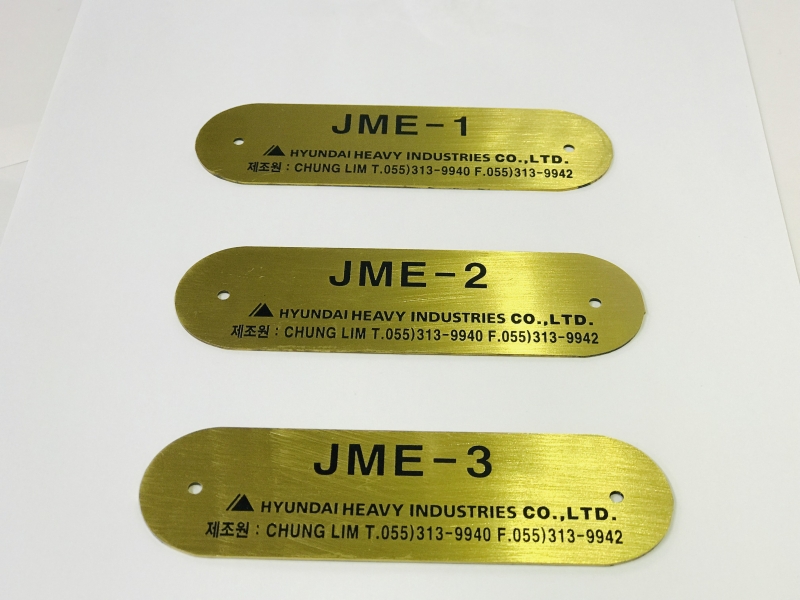 JME-1
HYUNDAI HEAVY INDUSTRIES CO.,LTD.
제조원 : CHUNG LIM T.055)313-9940 F.055)313-9942
JME-2
HYUNDAI HEAVY INDUSTRIES CO.,LTD.
제조원 : CHUNG LIM T.055)313-9940 F.055)313-9942
JME-3
HYUNDAI HEAVY INDUSTRIES CO.,LTD.
제조원 : CHUNG LIM T.055)313-9940 F.055)313-9942